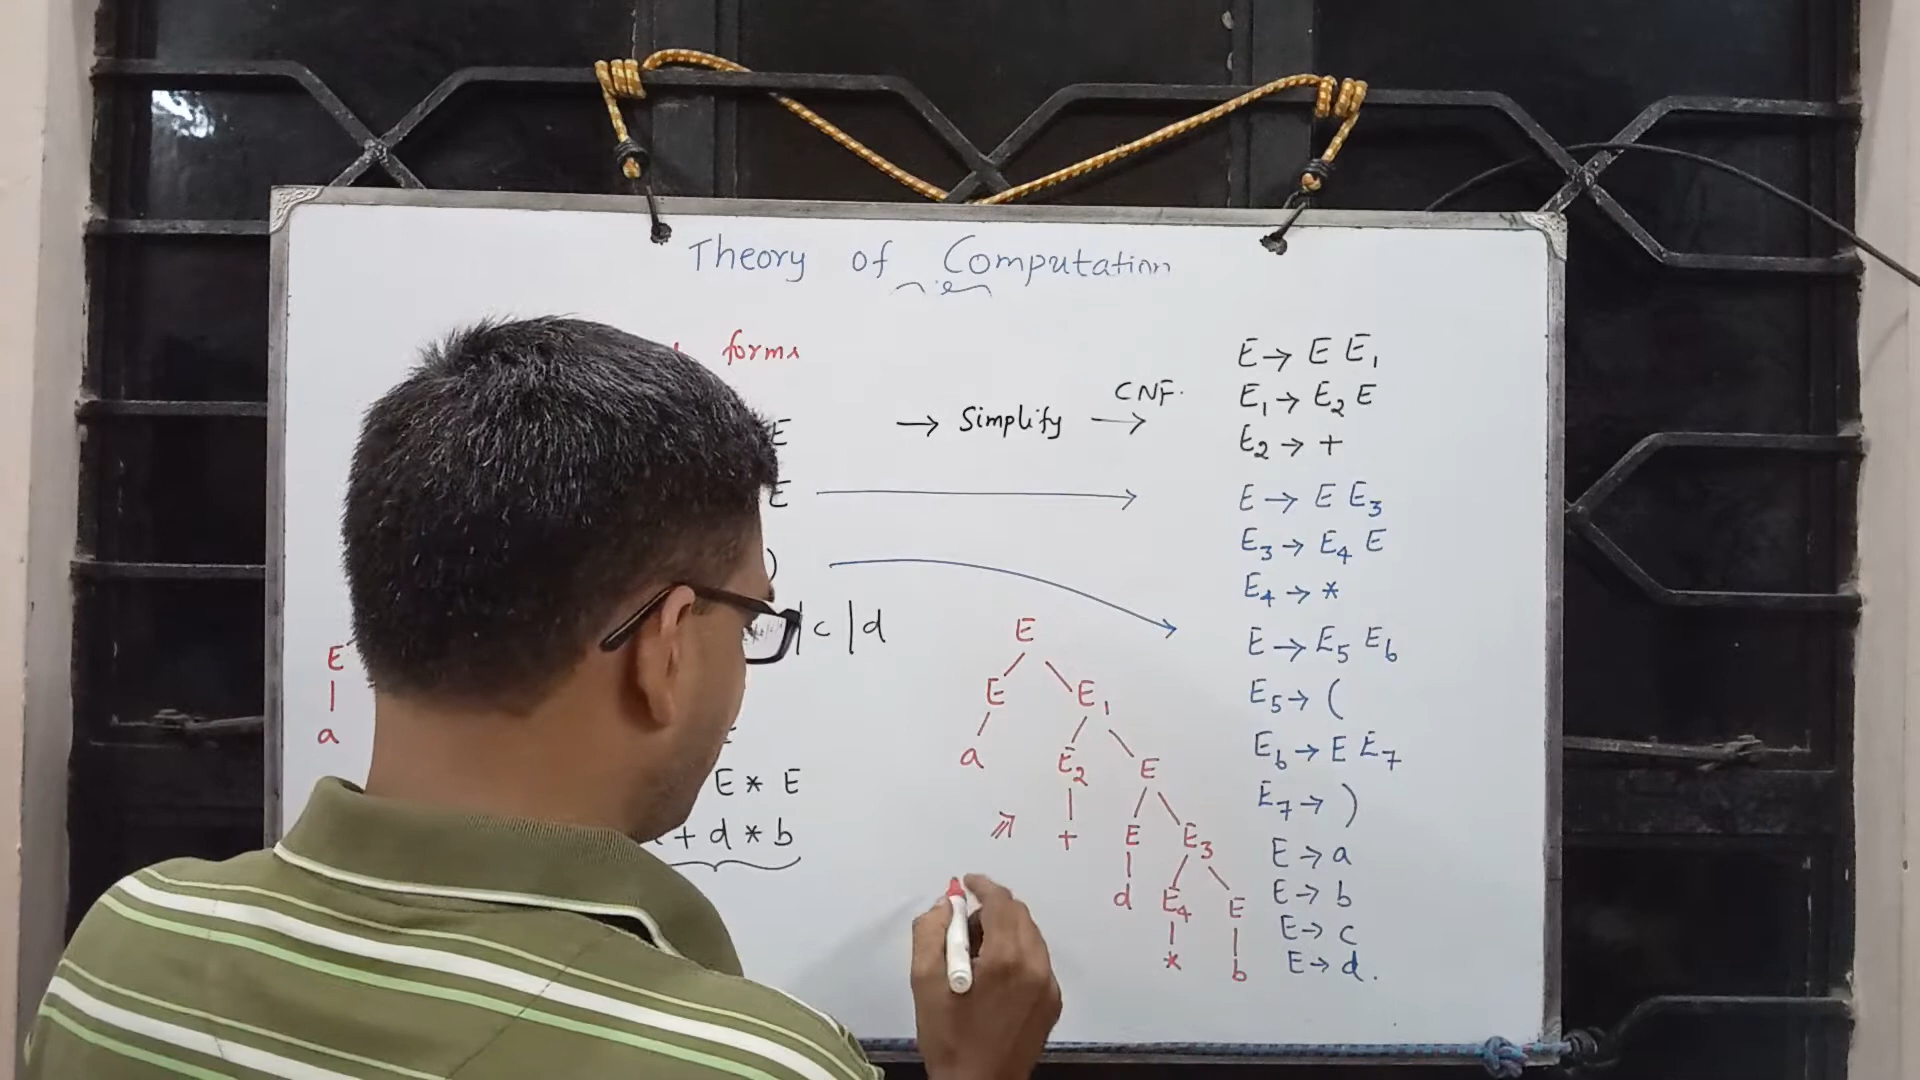 Theory of Computation
forms
E
→ Simplify → CNF.
E
)
| c | d
E
|
a
E * E
+ d * b
E
E E₁
a E₂ E
+ E E₃
d E₄ E
* b
E → E E₁
E₁ → E₂ E
E₂ → +
E → E E₃
E₃ → E₄ E
E₄ → *
E → E₅ E₆
E₅ → (
E₆ → E E₇
E₇ → )
E → a
E → b
E → c
E → d.